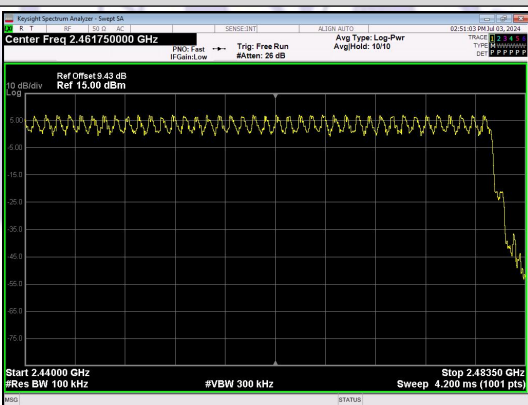 Keysight Spectrum Analyzer - Swept SA
R T RF 50 Ω AC SENSE:INT ALIGN AUTO 02:51:03 PM Jul 03, 2024
Center Freq 2.461750000 GHz
PNO: Fast
IFGain:Low
Trig: Free Run
#Atten: 26 dB
Avg Type: Log-Pwr
Avg|Hold: 10/10
TRACE 1 2 3 4 5 6
TYPE M
DET P P P P P P
10 dB/div
Log
Ref Offset 9.43 dB
Ref 15.00 dBm
5.00
-5.00
-15.0
-25.0
-35.0
-45.0
-55.0
-65.0
-75.0
Start 2.44000 GHz
Stop 2.48350 GHz
#Res BW 100 kHz
#VBW 300 kHz
Sweep 4.200 ms (1001 pts)
MSG
STATUS